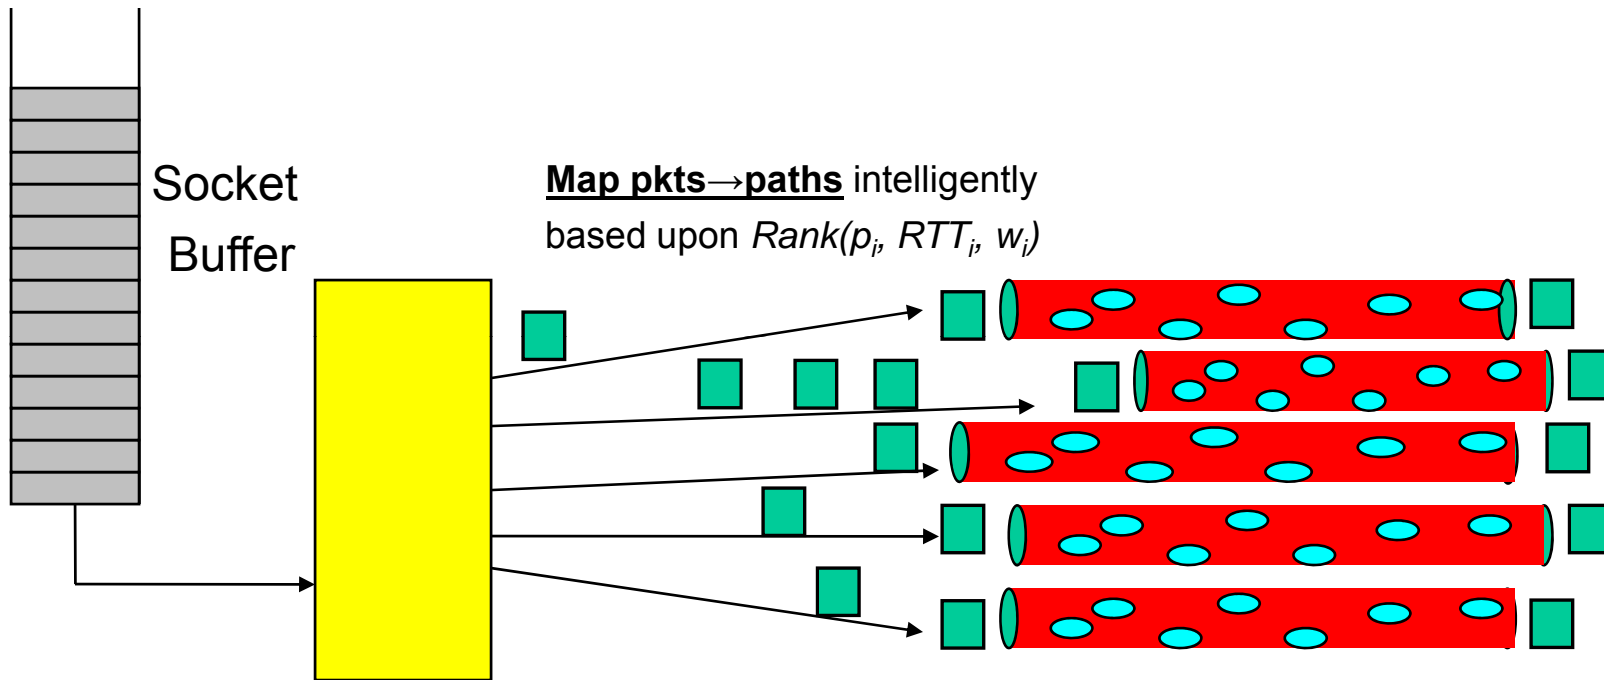 Socket
Buffer
Map pkts→paths intelligently
based upon Rank(pᵢ, RTTᵢ, wᵢ)